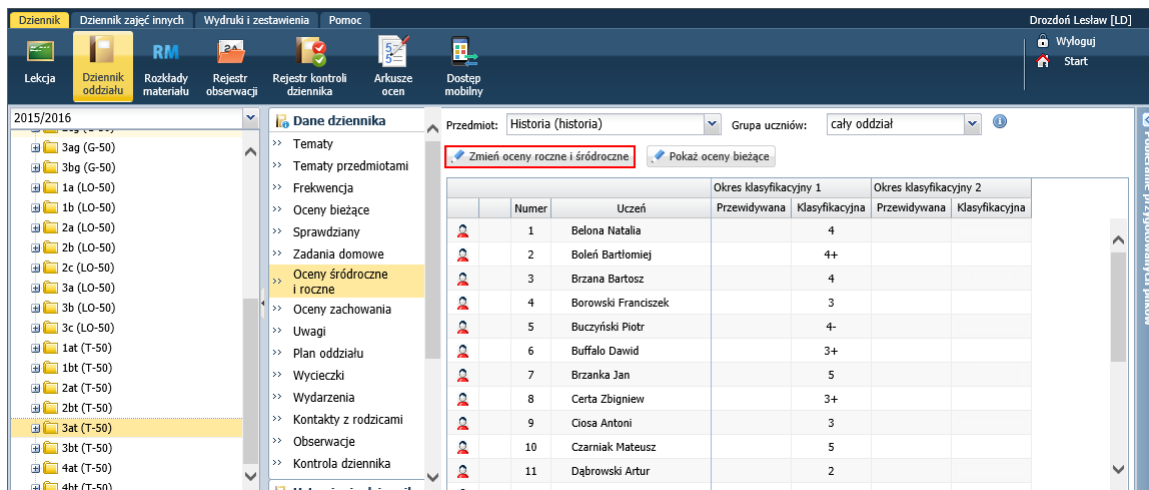 Dziennik Dziennik zajęć innych Wydruki i zestawienia Pomoc Drozdoń Lesław [LD]
Lekcja
Dziennik oddziału
RM
Rozkłady materiału
24
Rejestr obserwacji
Rejestr kontroli dziennika
5+
5=
Arkusze ocen
Dostęp mobilny
Wyloguj
Start
2015/2016
3ag (G-50)
3bg (G-50)
1a (LO-50)
1b (LO-50)
2a (LO-50)
2b (LO-50)
2c (LO-50)
3a (LO-50)
3b (LO-50)
3c (LO-50)
1at (T-50)
1bt (T-50)
2at (T-50)
2bt (T-50)
3at (T-50)
3bt (T-50)
4at (T-50)
4bt (T-50)
Dane dziennika
Tematy
Tematy przedmiotami
Frekwencja
Oceny bieżące
Sprawdziany
Zadania domowe
Oceny śródroczne
i roczne
Oceny zachowania
Uwagi
Plan oddziału
Wycieczki
Wydarzenia
Kontakty z rodzicami
Obserwacje
Kontrola dziennika
Przedmiot: Historia (historia) Grupa uczniów: cały oddział
Zmień oceny roczne i śródroczne Pokaż oceny bieżące
Okres klasyfikacyjny 1 Okres klasyfikacyjny 2
Numer Uczeń Przewidywana Klasyfikacyjna Przewidywana Klasyfikacyjna
1 Belona Natalia 4
2 Boleń Bartłomiej 4+
3 Brzana Bartosz 4
4 Borowski Franciszek 3
5 Buczyński Piotr 4-
6 Buffalo Dawid 3+
7 Brzanka Jan 5
8 Certa Zbigniew 3+
9 Ciosa Antoni 3
10 Czarniak Mateusz 5
11 Dąbrowski Artur 2
Pobieranie przygotowanych plików